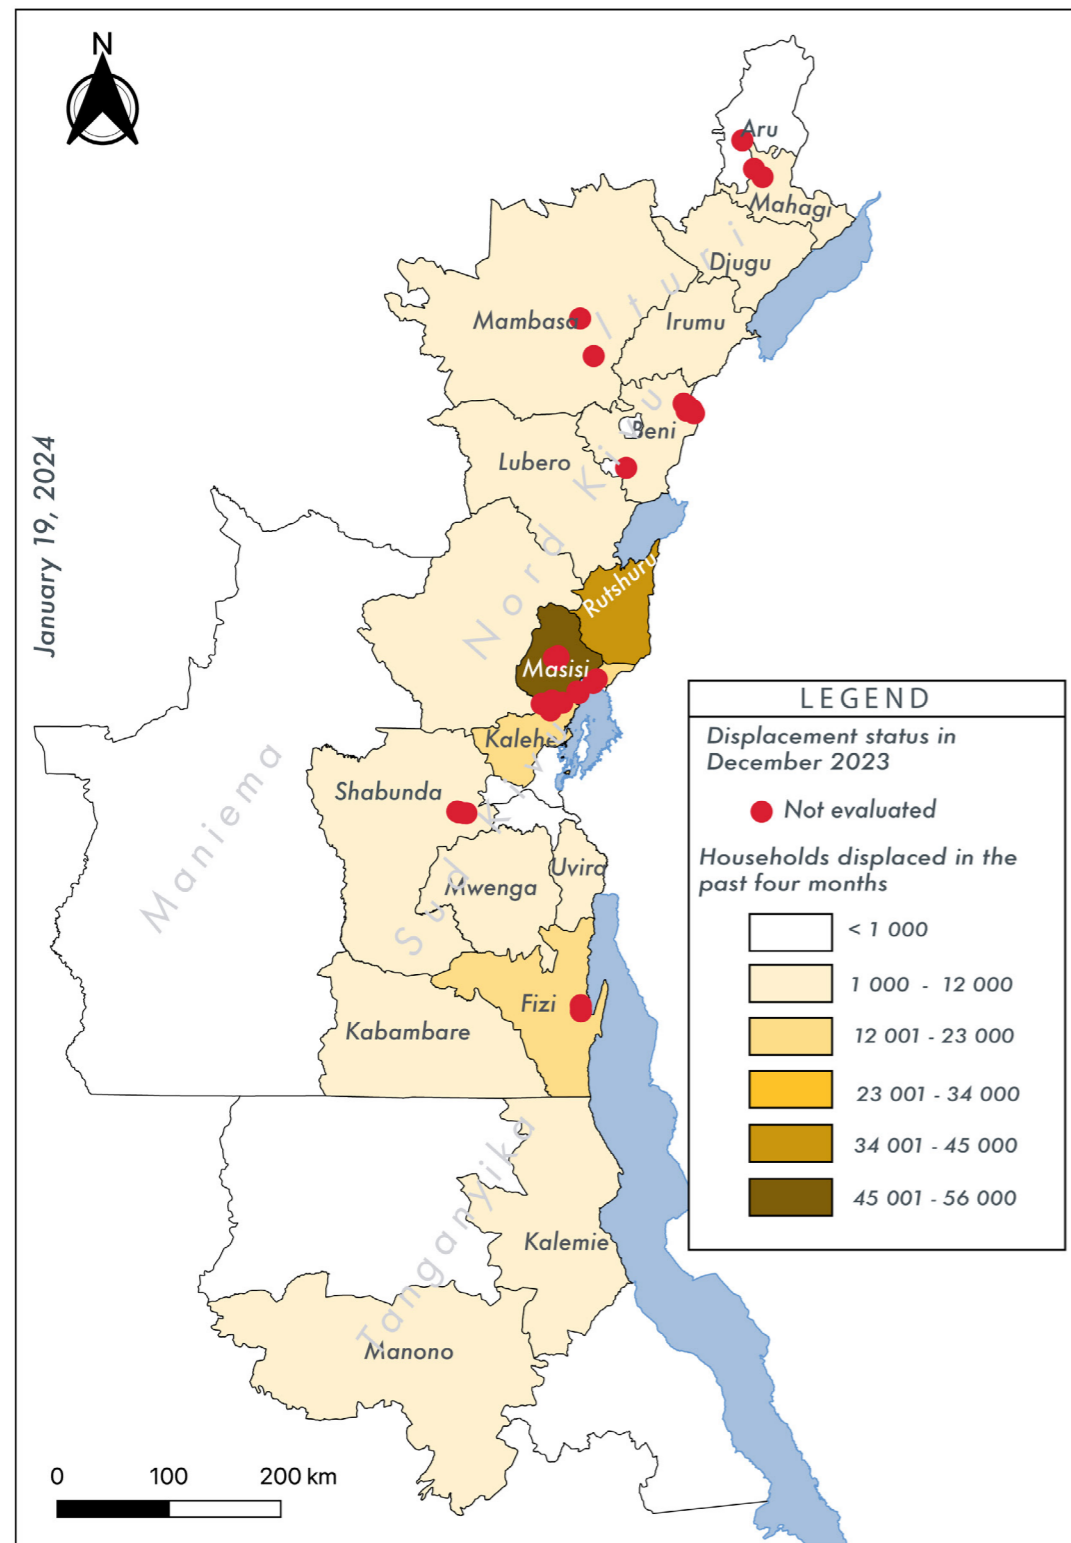 N
Aru
Mahagi
Djugu
Ituri
Mambasa
Irumu
Beni
Lubero
Nord Kivu
January 19, 2024
Rutshuru
Masisi
LEGEND
Displacement status in
December 2023
Not evaluated
Households displaced in the
past four months
< 1 000
1 000 - 12 000
12 001 - 23 000
23 001 - 34 000
34 001 - 45 000
45 001 - 56 000
Kalehe
Shabunda
Maniema
Sud Kivu
Uvira
Mwenga
Fizi
Kabambare
Tanganyika
Kalemie
Manono
0 100 200 km